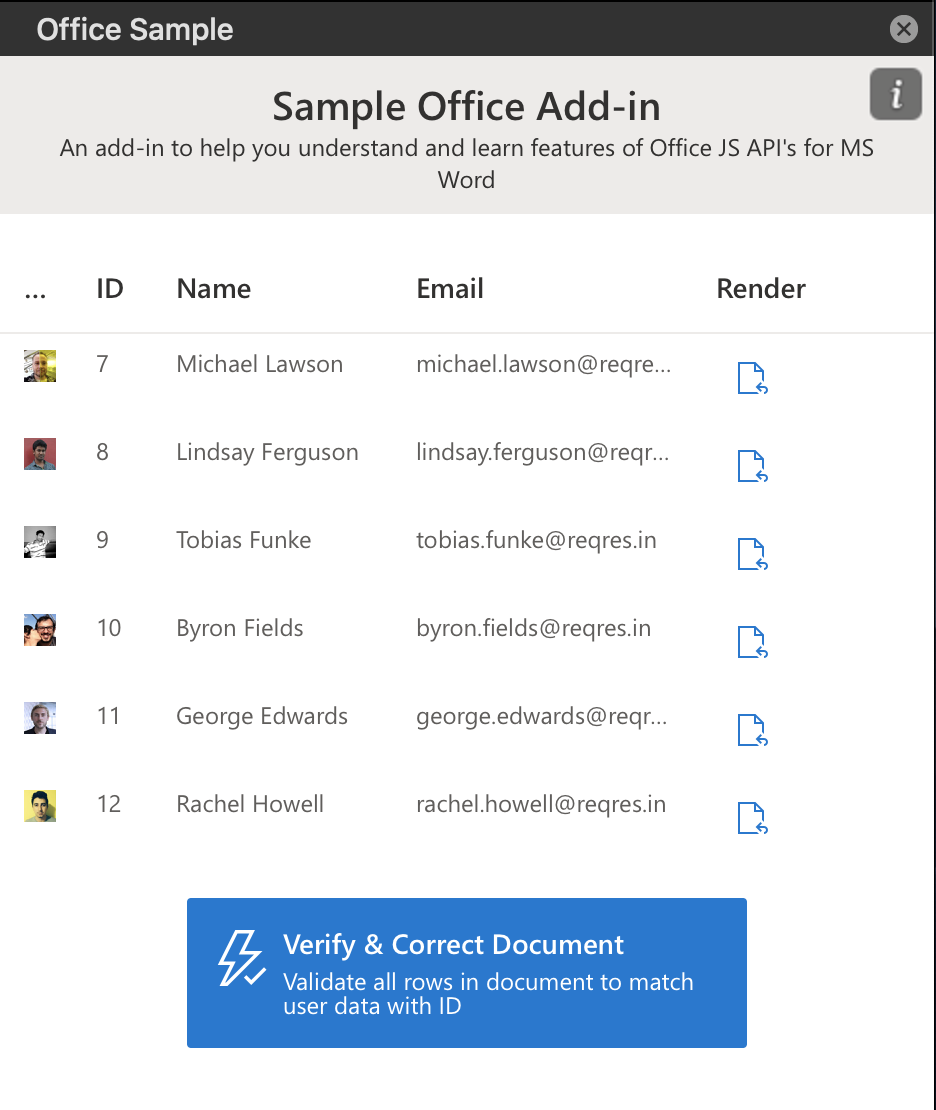 Office Sample
Sample Office Add-in
An add-in to help you understand and learn features of Office JS API's for MS
Word
... ID Name Email Render
7 Michael Lawson michael.lawson@reqre...
8 Lindsay Ferguson lindsay.ferguson@reqr...
9 Tobias Funke tobias.funke@reqres.in
10 Byron Fields byron.fields@reqres.in
11 George Edwards george.edwards@reqr...
12 Rachel Howell rachel.howell@reqres.in
Verify & Correct Document
Validate all rows in document to match
user data with ID